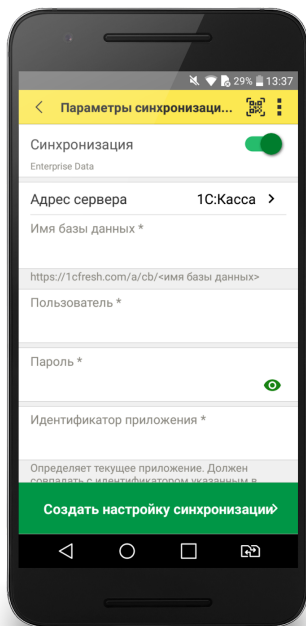 29% 13:37
Параметры синхронизаци...
Синхронизация
Enterprise Data
Адрес сервера 1С:Касса
Имя базы данных *
https://1cfresh.com/a/cb/<имя базы данных>
Пользователь *
Пароль *
Идентификатор приложения *
Определяет текущее приложение. Должен
совпадать с идентификатором указанным в
Создать настройку синхронизации